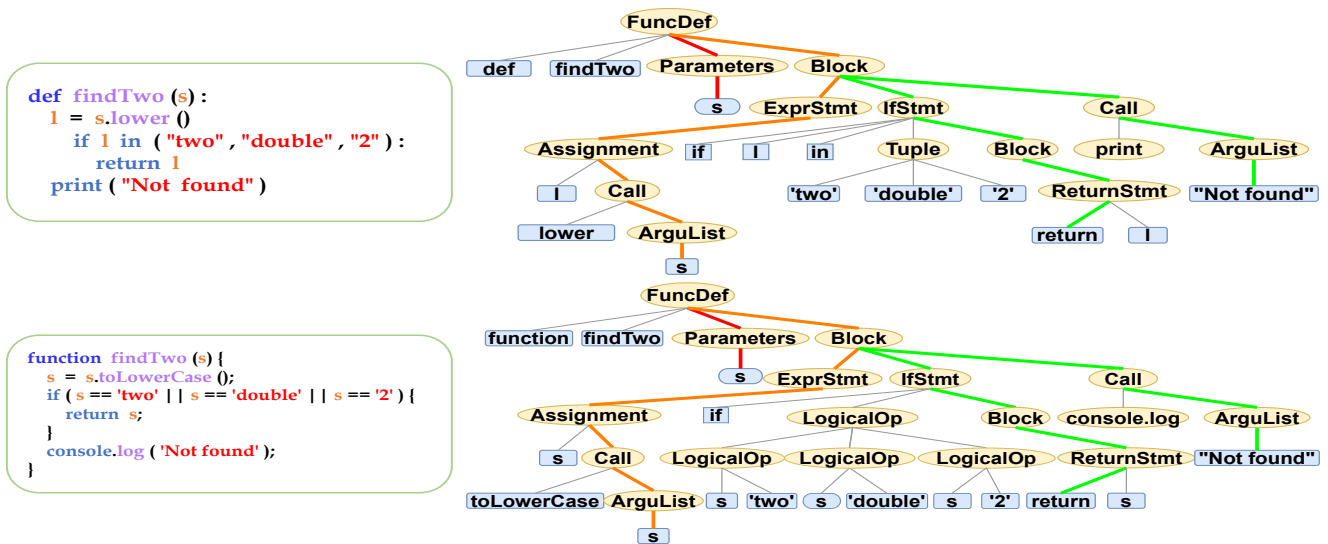 def findTwo (s) :
l = s.lower ()
if l in ( "two" , "double" , "2" ) :
return l
print ( "Not found" )
FuncDef
def findTwo Parameters Block
s ExprStmt IfStmt Call
Assignment if l in Tuple Block print ArguList
l Call 'two' 'double' '2' ReturnStmt "Not found"
lower ArguList return l
s
function findTwo (s) {
s = s.toLowerCase ();
if ( s == 'two' | | s == 'double' | | s == '2' ) {
return s;
}
console.log ( 'Not found' );
}
FuncDef
function findTwo Parameters Block
s ExprStmt IfStmt Call
Assignment if LogicalOp Block console.log ArguList
s Call LogicalOp LogicalOp LogicalOp ReturnStmt "Not found"
toLowerCase ArguList s 'two' s 'double' s '2' return s
s